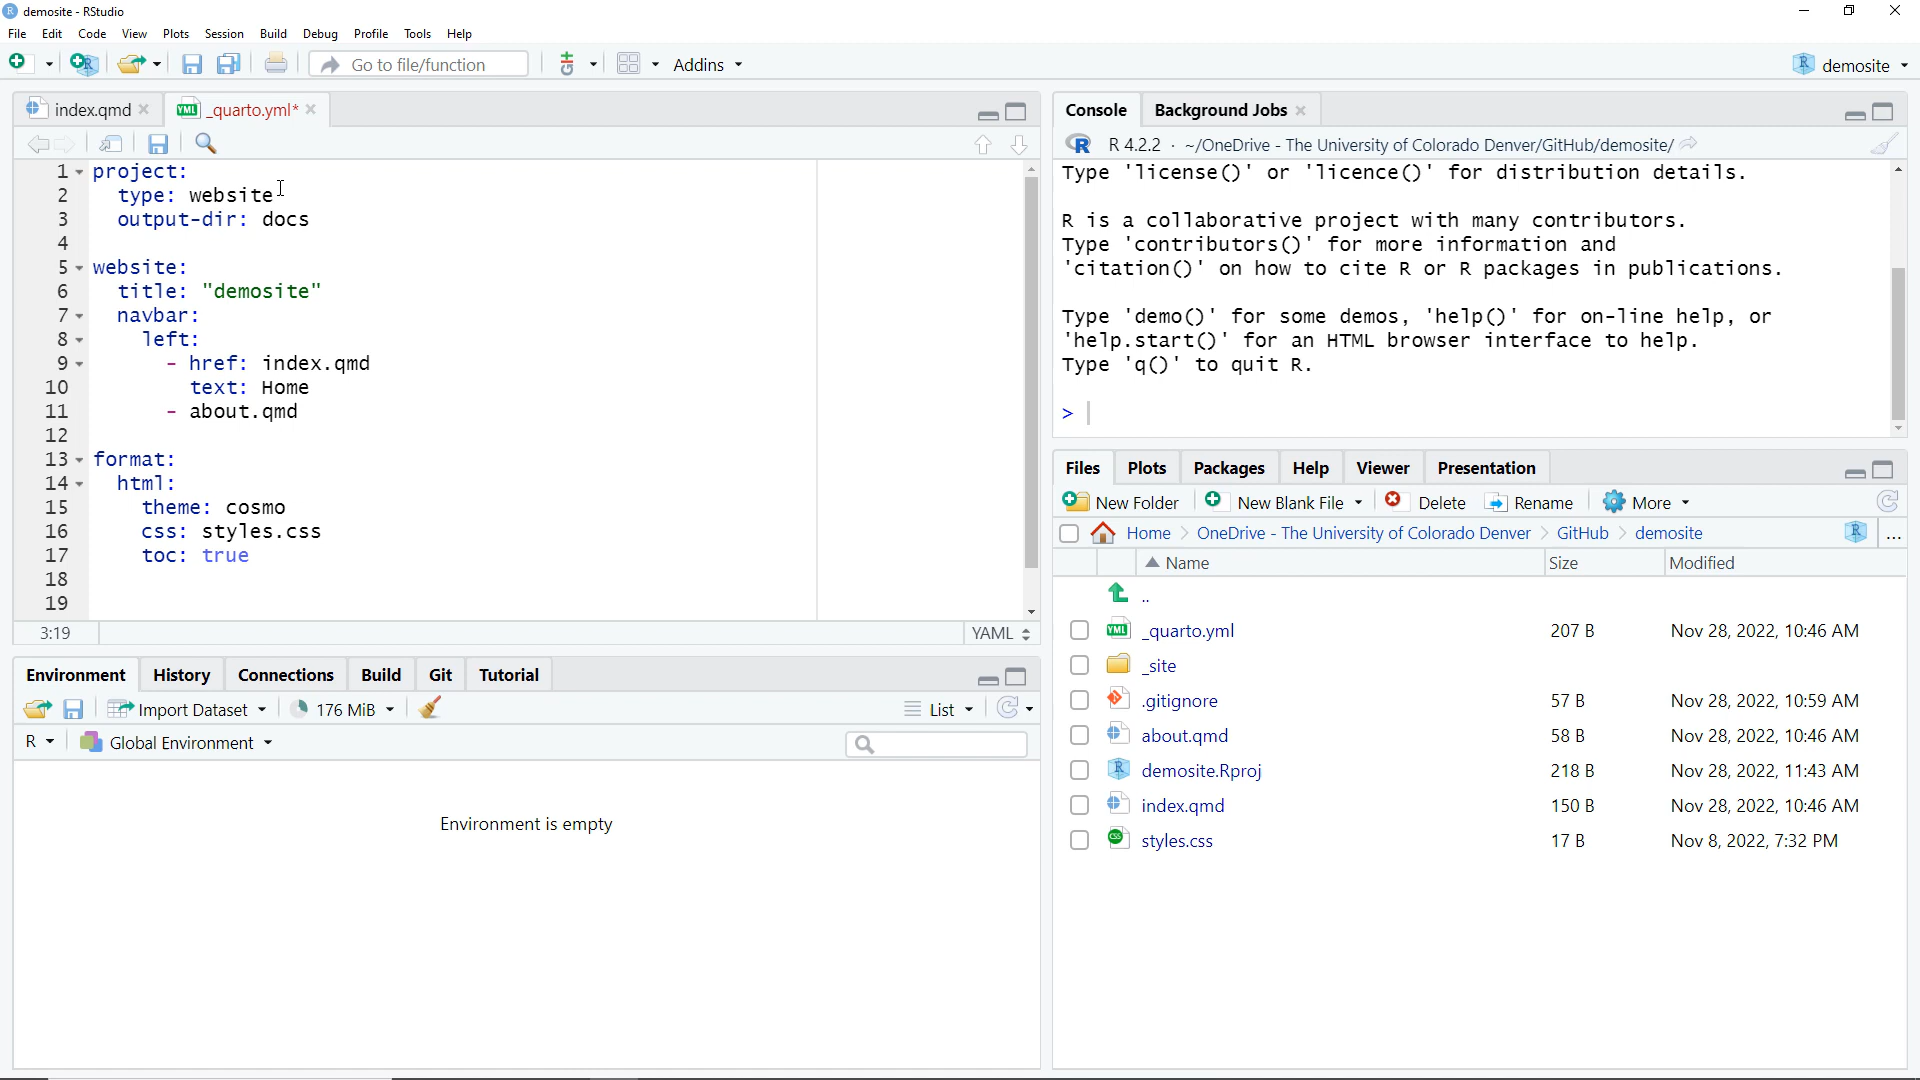 demosite - RStudio
File Edit Code View Plots Session Build Debug Profile Tools Help
Go to file/function Addins demosite
index.qmd _quarto.yml*
1 project:
2 type: website
3 output-dir: docs
4
5 website:
6 title: "demosite"
7 navbar:
8 left:
9 - href: index.qmd
10 text: Home
11 - about.qmd
12
13 format:
14 html:
15 theme: cosmo
16 css: styles.css
17 toc: true
18
19
3:19 YAML
Environment History Connections Build Git Tutorial
Import Dataset 176 MiB List
R Global Environment
Environment is empty
Console Background Jobs
R 4.2.2 · ~/OneDrive - The University of Colorado Denver/GitHub/demosite/
Type 'license()' or 'licence()' for distribution details.
R is a collaborative project with many contributors.
Type 'contributors()' for more information and
'citation()' on how to cite R or R packages in publications.
Type 'demo()' for some demos, 'help()' for on-line help, or
'help.start()' for an HTML browser interface to help.
Type 'q()' to quit R.
>
Files Plots Packages Help Viewer Presentation
New Folder New Blank File Delete Rename More
Home OneDrive - The University of Colorado Denver GitHub demosite ...
Name Size Modified
..
YML _quarto.yml 207 B Nov 28, 2022, 10:46 AM
_site
.gitignore 57 B Nov 28, 2022, 10:59 AM
about.qmd 58 B Nov 28, 2022, 10:46 AM
demosite.Rproj 218 B Nov 28, 2022, 11:43 AM
index.qmd 150 B Nov 28, 2022, 10:46 AM
CSS styles.css 17 B Nov 8, 2022, 7:32 PM